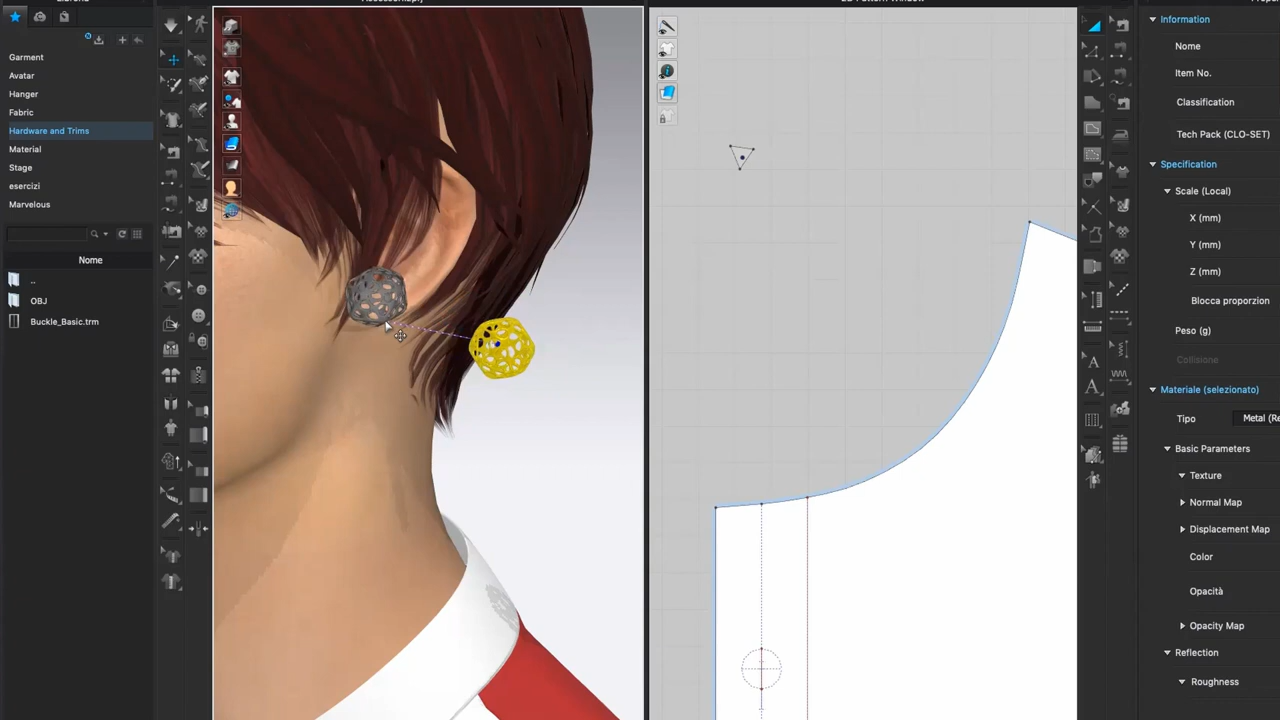 Garment
Avatar
Hanger
Fabric
Hardware and Trims
Material
Stage
esercizi
Marvelous
Nome
..
OBJ
Buckle_Basic.trm
Information
Name
Item No.
Classification
Tech Pack (CLO-SET)
Specification
Scale (Local)
X (mm)
Y (mm)
Z (mm)
Blocca proporzion
Peso (g)
Collisione
Materiale (selezionato)
Tipo
Metal (Re
Basic Parameters
Texture
Normal Map
Displacement Map
Color
Opacità
Opacity Map
Reflection
Roughness